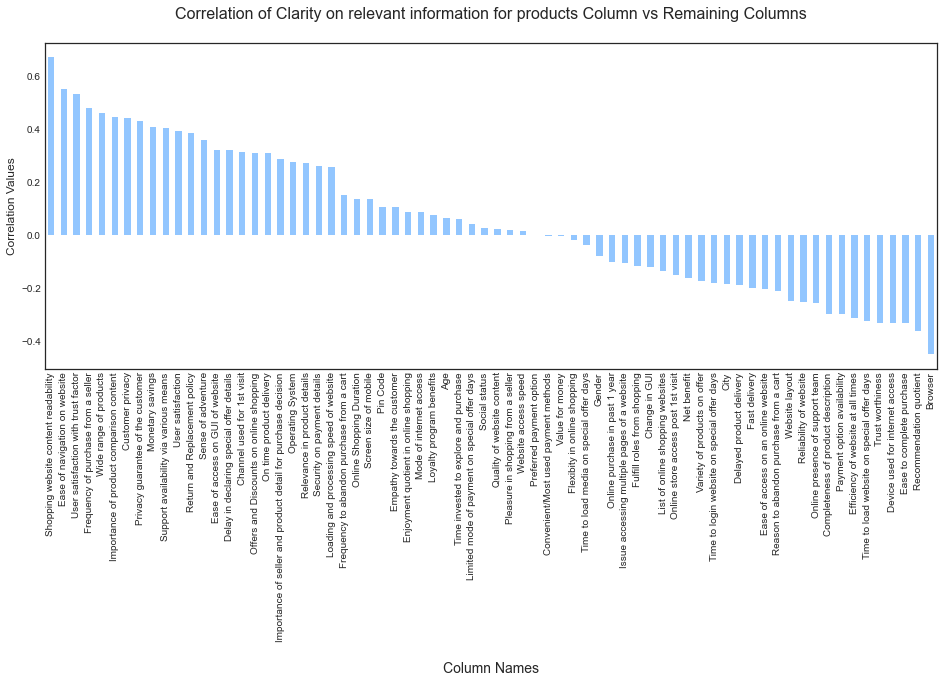 Correlation of Clarity on relevant information for products Column vs Remaining Columns
Correlation Values
0.6
0.4
0.2
0.0
−0.2
−0.4
Shopping website content readability
Ease of navigation on website
User satisfaction with trust factor
Frequency of purchase from a seller
Wide range of products
Importance of product comparison content
Customer privacy
Privacy guarantee of the customer
Monetary savings
Support availability via various means
User satisfaction
Return and Replacement policy
Sense of adventure
Ease of access on GUI of website
Delay in declaring special offer details
Channel used for 1st visit
Offers and Discounts on online shopping
On time product delivery
Importance of seller and product detail for purchase decision
Operating System
Relevance in product details
Security on payment details
Loading and processing speed of website
Frequency to abandon purchase from a cart
Online Shopping Duration
Screen size of mobile
Pin Code
Empathy towards the customer
Enjoyment quotient in online shopping
Mode of internet access
Loyalty program benefits
Age
Time invested to explore and purchase
Limited mode of payment on special offer days
Social status
Quality of website content
Pleasure in shopping from a seller
Website access speed
Preferred payment option
Convenient/Most used payment methods
Value for money
Flexibity in online shopping
Time to load media on special offer days
Gender
Online purchase in past 1 year
Issue accessing multiple pages of a website
Fulfill roles from shopping
Change in GUI
List of online shopping websites
Online store access post 1st visit
Net benefit
Variety of products on offer
Time to login website on special offer days
City
Delayed product delivery
Fast delivery
Ease of access on an online website
Reason to abandon purchase from a cart
Website layout
Reliability of website
Online presence of support team
Completeness of product description
Payment option availability
Efficiency of website at all times
Time to load website on special offer days
Trust worthiness
Device used for internet access
Ease to complete purchase
Recommendation quotient
Browser
Column Names